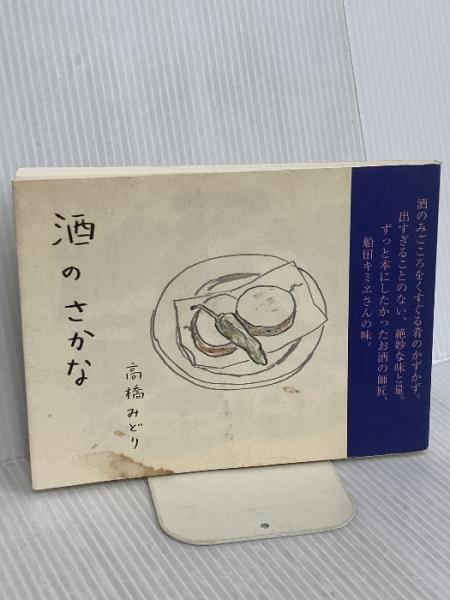 酒のさかな
高橋みどり
酒のみごころをくすぐる肴のかずかず。
出すぎることのない、絶妙な味と量。
ずっと本にしたかったお酒の師匠、
船田キミヱさんの味。